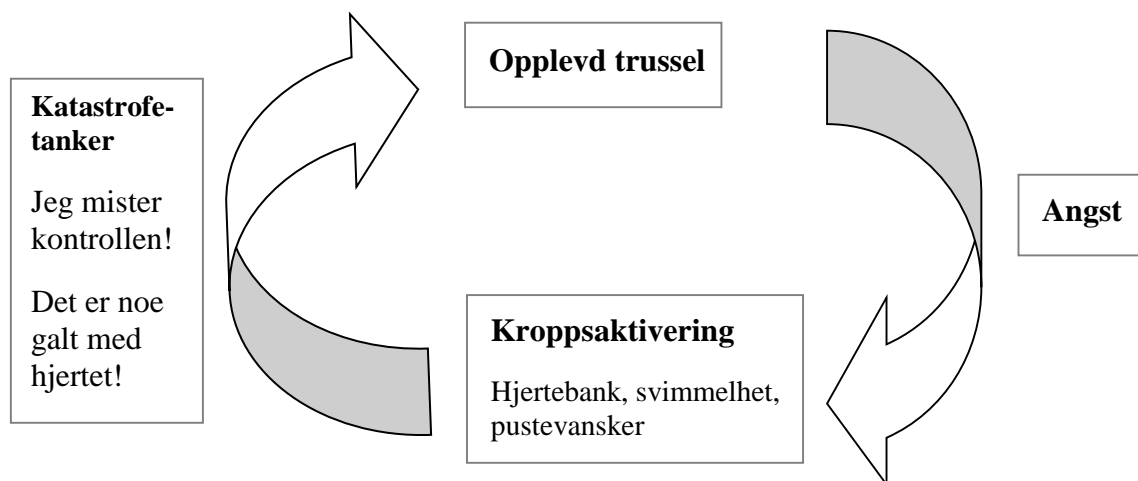 Opplevd trussel
Katastrofe-
tanker
Jeg mister
kontrollen!
Det er noe
galt med
hjertet!
Angst
Kroppsaktivering
Hjertebank, svimmelhet,
pustevansker